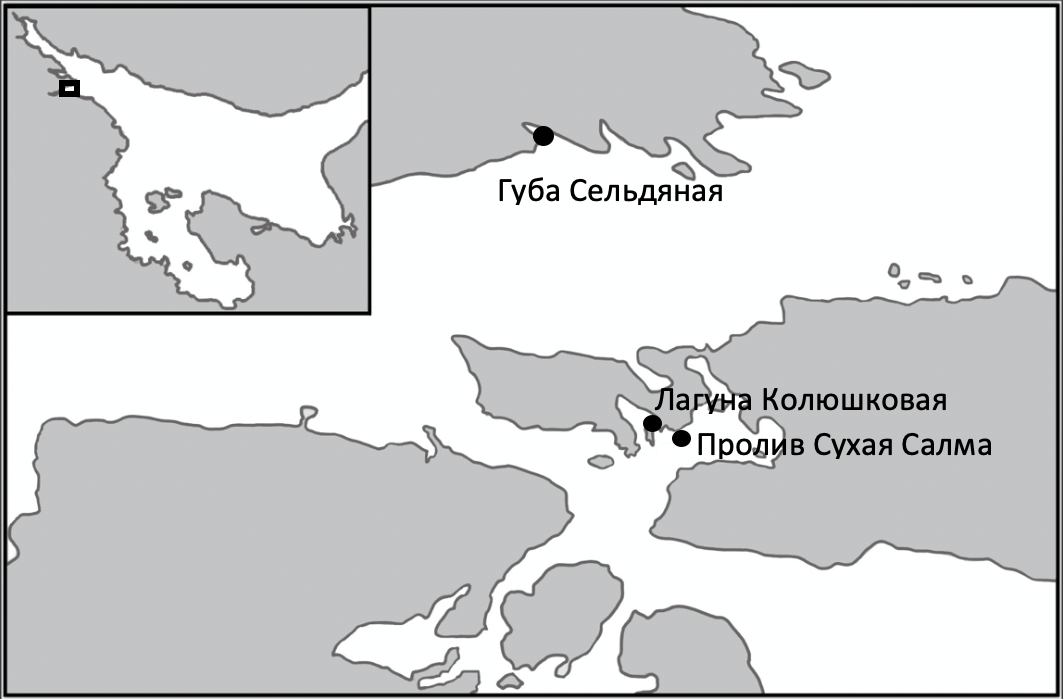 Губа Сельдяная
Лагуна Колюшковая
Пролив Сухая Салма